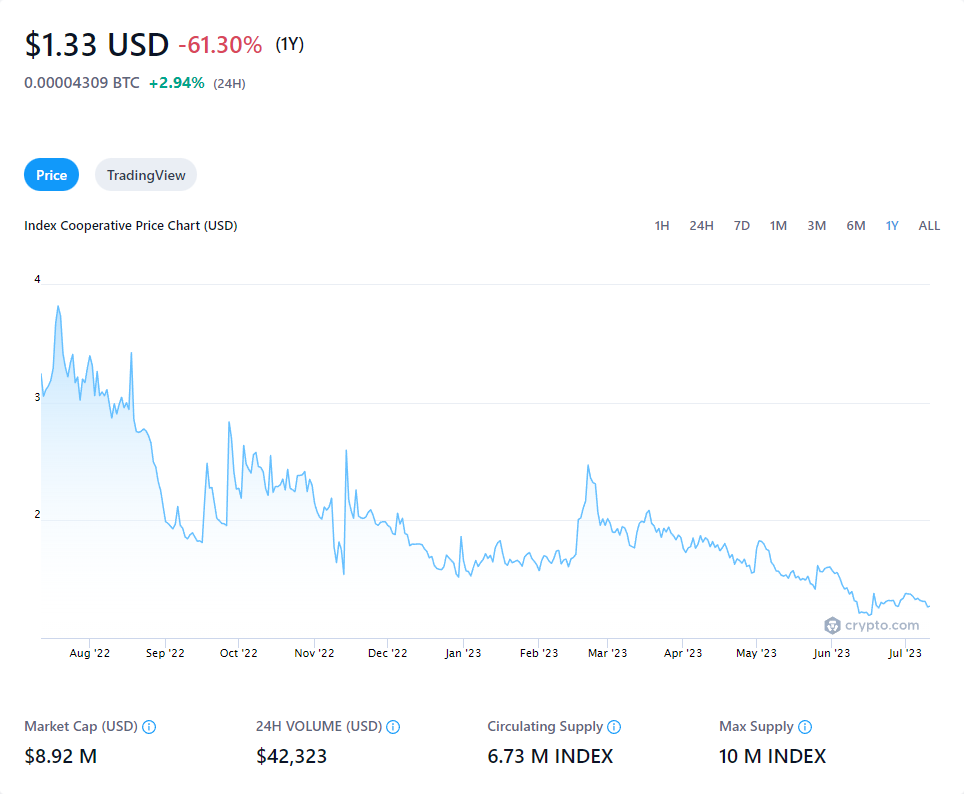 $1.33 USD -61.30% (1Y)
0.00004309 BTC +2.94% (24H)
Price TradingView
Index Cooperative Price Chart (USD) 1H 24H 7D 1M 3M 6M 1Y ALL
4
3
2
crypto.com
Aug '22 Sep '22 Oct '22 Nov '22 Dec '22 Jan '23 Feb '23 Mar '23 Apr '23 May '23 Jun '23 Jul '23
Market Cap (USD) 24H VOLUME (USD) Circulating Supply Max Supply
$8.92 M $42,323 6.73 M INDEX 10 M INDEX